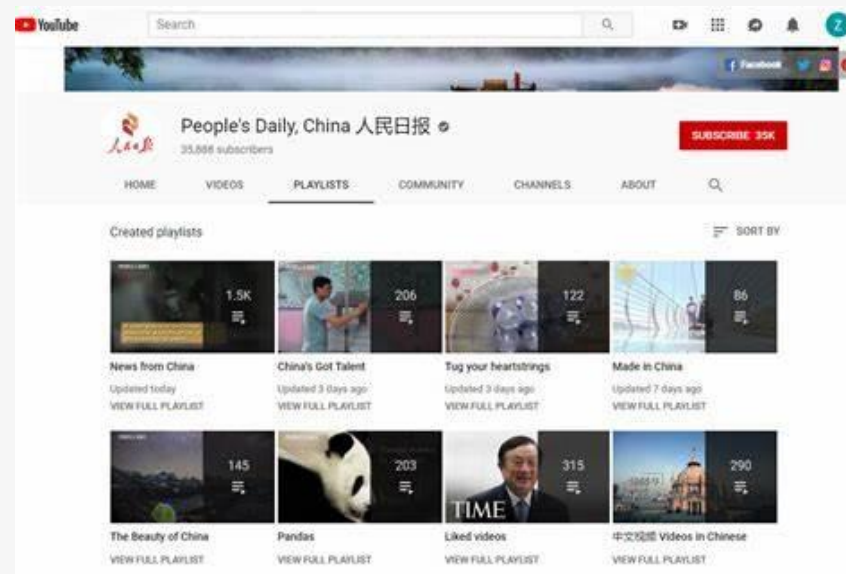 YouTube
Search
Facebook
人民日报
People's Daily, China 人民日报
35,888 subscribers
SUBSCRIBE 35K
HOME VIDEOS PLAYLISTS COMMUNITY CHANNELS ABOUT
Created playlists
SORT BY
1.5K 206 122 86
News from China China's Got Talent Tug your heartstrings Made in China
Updated today Updated 3 days ago Updated 3 days ago Updated 7 days ago
VIEW FULL PLAYLIST VIEW FULL PLAYLIST VIEW FULL PLAYLIST VIEW FULL PLAYLIST
145 203 315 290
TIME
The Beauty of China Pandas Liked videos 中文视频 Videos in Chinese
VIEW FULL PLAYLIST VIEW FULL PLAYLIST VIEW FULL PLAYLIST VIEW FULL PLAYLIST